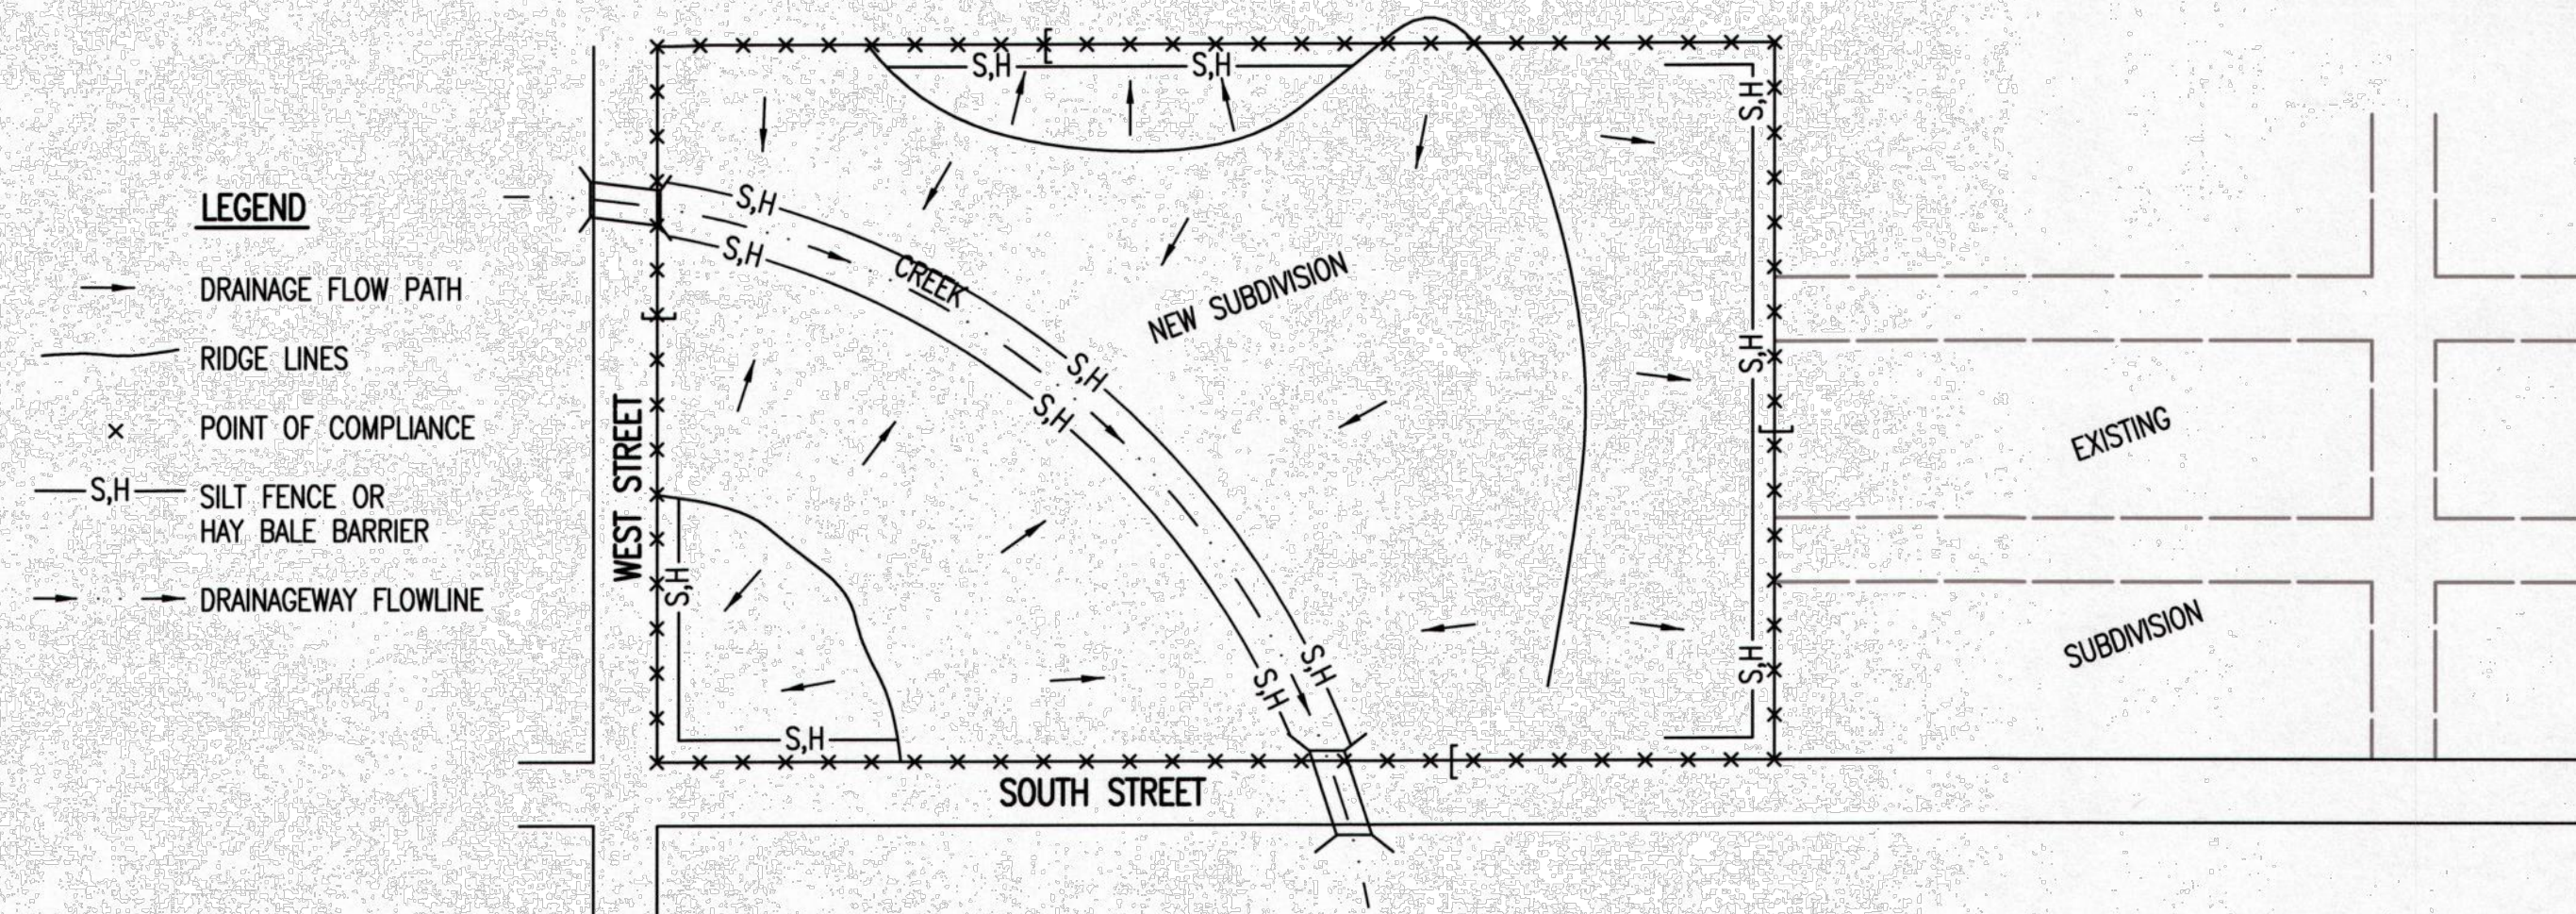 LEGEND
DRAINAGE FLOW PATH
RIDGE LINES
POINT OF COMPLIANCE
S,H
SILT FENCE OR
HAY BALE BARRIER
DRAINAGEWAY FLOWLINE
WEST STREET
S,H
S,H
S,H
S,H
CREEK
NEW SUBDIVISION
S,H
S,H
S,H
S,H
S,H
S,H
S,H
S,H
S,H
SOUTH STREET
EXISTING
SUBDIVISION